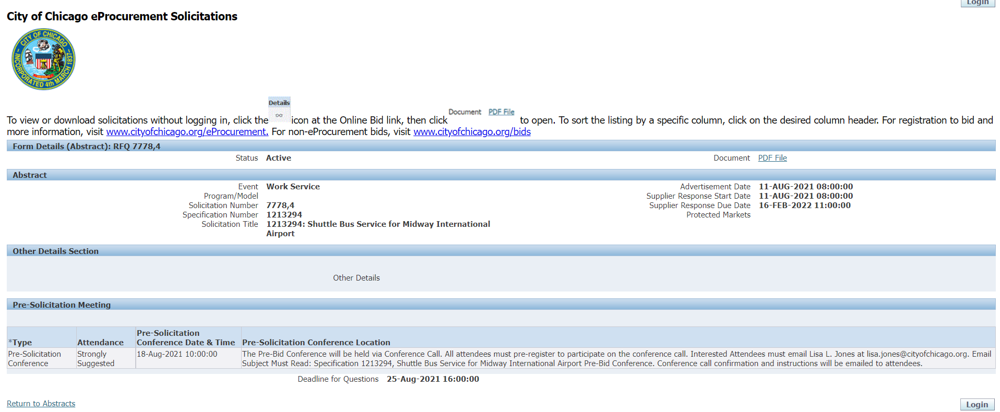 Login
City of Chicago eProcurement Solicitations
CITY OF CHICAGO
INCORPORATED 4th MARCH 1837
Details
Document PDF File
To view or download solicitations without logging in, click the icon at the Online Bid link, then click to open. To sort the listing by a specific column, click on the desired column header. For registration to bid and
more information, visit www.cityofchicago.org/eProcurement. For non-eProcurement bids, visit www.cityofchicago.org/bids
Form Details (Abstract): RFQ 7778,4
Status Active
Document PDF File
Abstract
Event Work Service
Program/Model
Solicitation Number 7778,4
Specification Number 1213294
Solicitation Title 1213294: Shuttle Bus Service for Midway International
Airport
Advertisement Date 11-AUG-2021 08:00:00
Supplier Response Start Date 11-AUG-2021 08:00:00
Supplier Response Due Date 16-FEB-2022 11:00:00
Protected Markets
Other Details Section
Other Details
Pre-Solicitation Meeting
*Type
Attendance
Pre-Solicitation
Conference Date & Time
Pre-Solicitation Conference Location
Pre-Solicitation
Conference
Strongly
Suggested
18-Aug-2021 10:00:00
The Pre-Bid Conference will be held via Conference Call. All attendees must pre-register to participate on the conference call. Interested Attendees must email Lisa L. Jones at lisa.jones@cityofchicago.org. Email
Subject Must Read: Specification 1213294, Shuttle Bus Service for Midway International Airport Pre-Bid Conference. Conference call confirmation and instructions will be emailed to attendees.
Deadline for Questions 25-Aug-2021 16:00:00
Return to Abstracts
Login